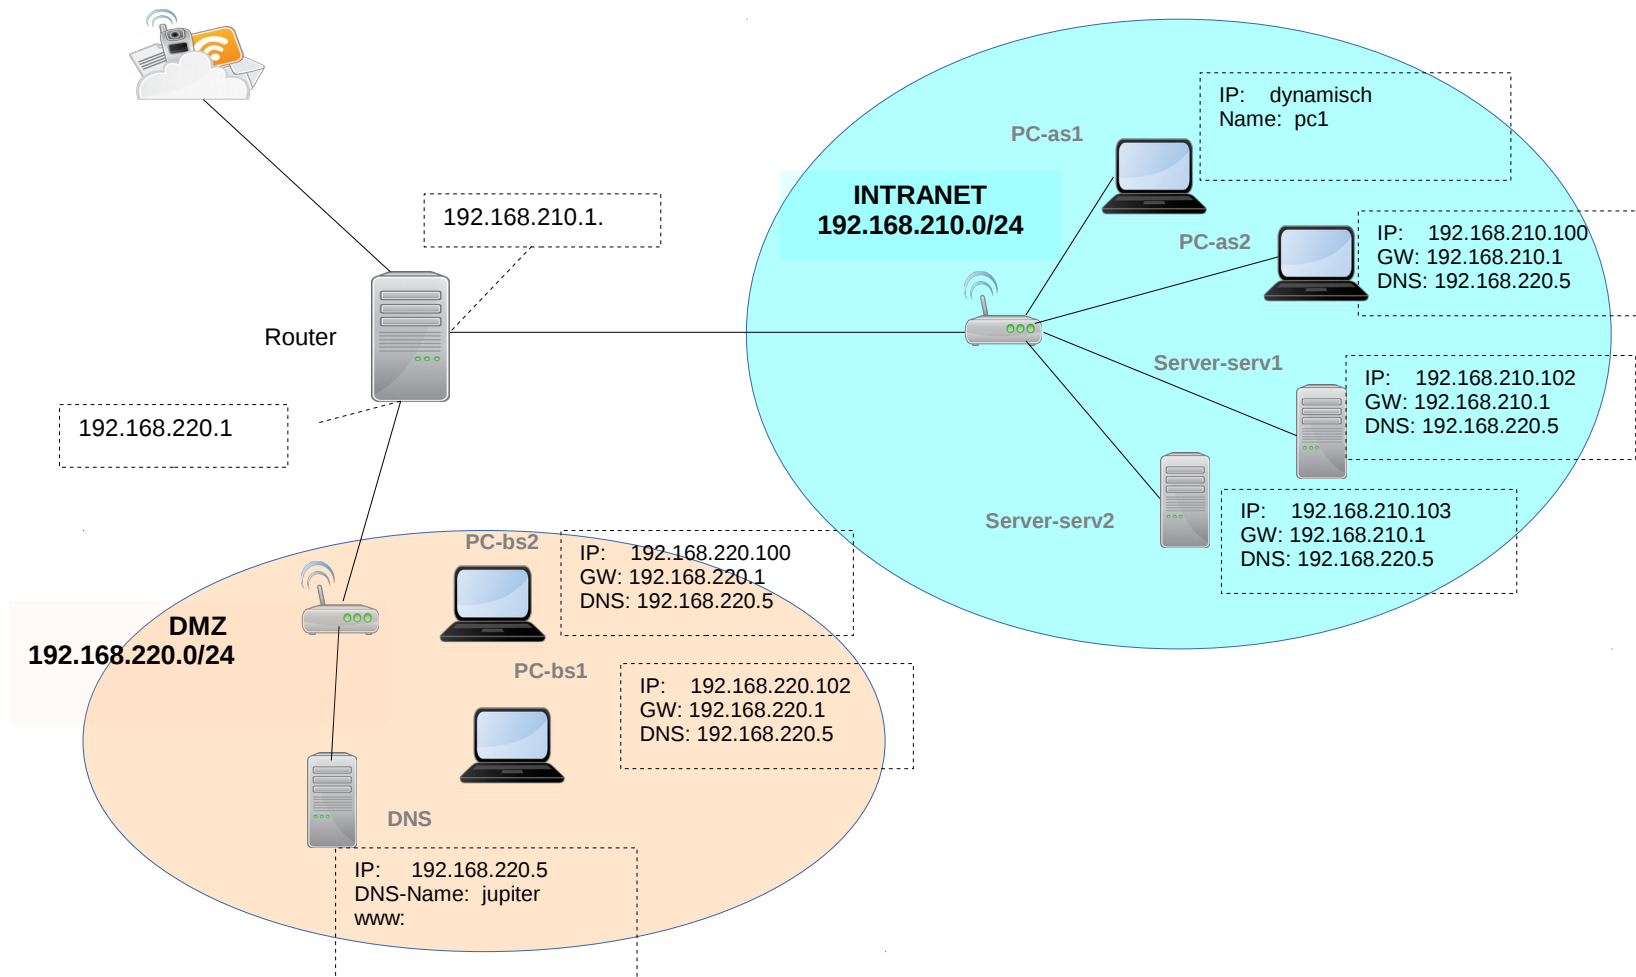 IP: dynamisch
Name: pc1
PC-as1
INTRANET
192.168.210.0/24
192.168.210.1.
PC-as2
IP: 192.168.210.100
GW: 192.168.210.1
DNS: 192.168.220.5
Router
Server-serv1
IP: 192.168.210.102
GW: 192.168.210.1
DNS: 192.168.220.5
192.168.220.1
Server-serv2
IP: 192.168.210.103
GW: 192.168.210.1
DNS: 192.168.220.5
PC-bs2
IP: 192.168.220.100
GW: 192.168.220.1
DNS: 192.168.220.5
DMZ
192.168.220.0/24
PC-bs1
IP: 192.168.220.102
GW: 192.168.220.1
DNS: 192.168.220.5
DNS
IP: 192.168.220.5
DNS-Name: jupiter
www: